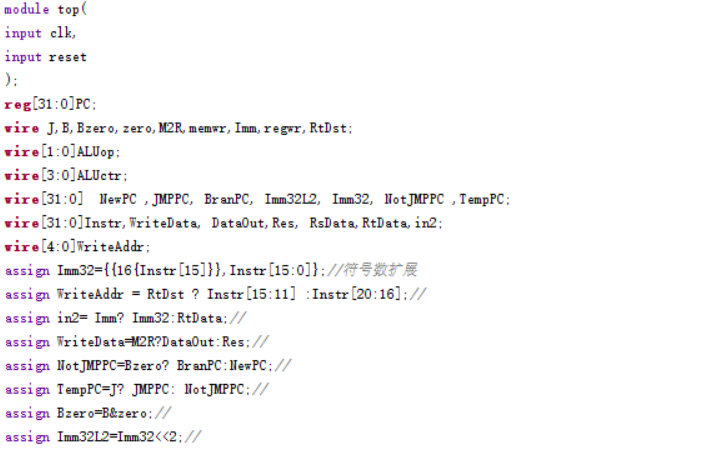 module top(
input clk,
input reset
);
reg[31:0]PC;
wire J,B,Bzero,zero,M2R,memwr,Imm,regwr,RtDst;
wire[1:0]ALUop;
wire[3:0]ALUctr;
wire[31:0]  NewPC ,JMPPC, BranPC, Imm32L2, Imm32, NotJMPPC ,TempPC;
wire[31:0]Instr,WriteData, DataOut,Res, RsData,RtData,in2;
wire[4:0]WriteAddr;
assign Imm32={{16{Instr[15]}},Instr[15:0]};//符号数扩展
assign WriteAddr = RtDst ? Instr[15:11] :Instr[20:16];//
assign in2= Imm? Imm32:RtData;//
assign WriteData=M2R?DataOut:Res;//
assign NotJMPPC=Bzero? BranPC:NewPC;//
assign TempPC=J? JMPPC: NotJMPPC;//
assign Bzero=B&zero;//
assign Imm32L2=Imm32<<2;//